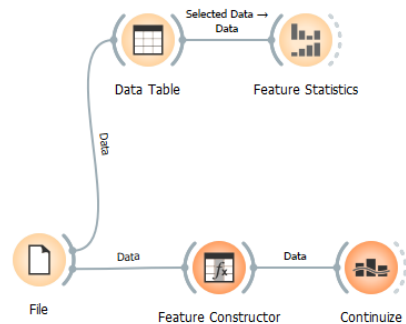 Selected Data →
Data
Data Table
Feature Statistics
Data
Data
Data
File
Feature Constructor
Continuize